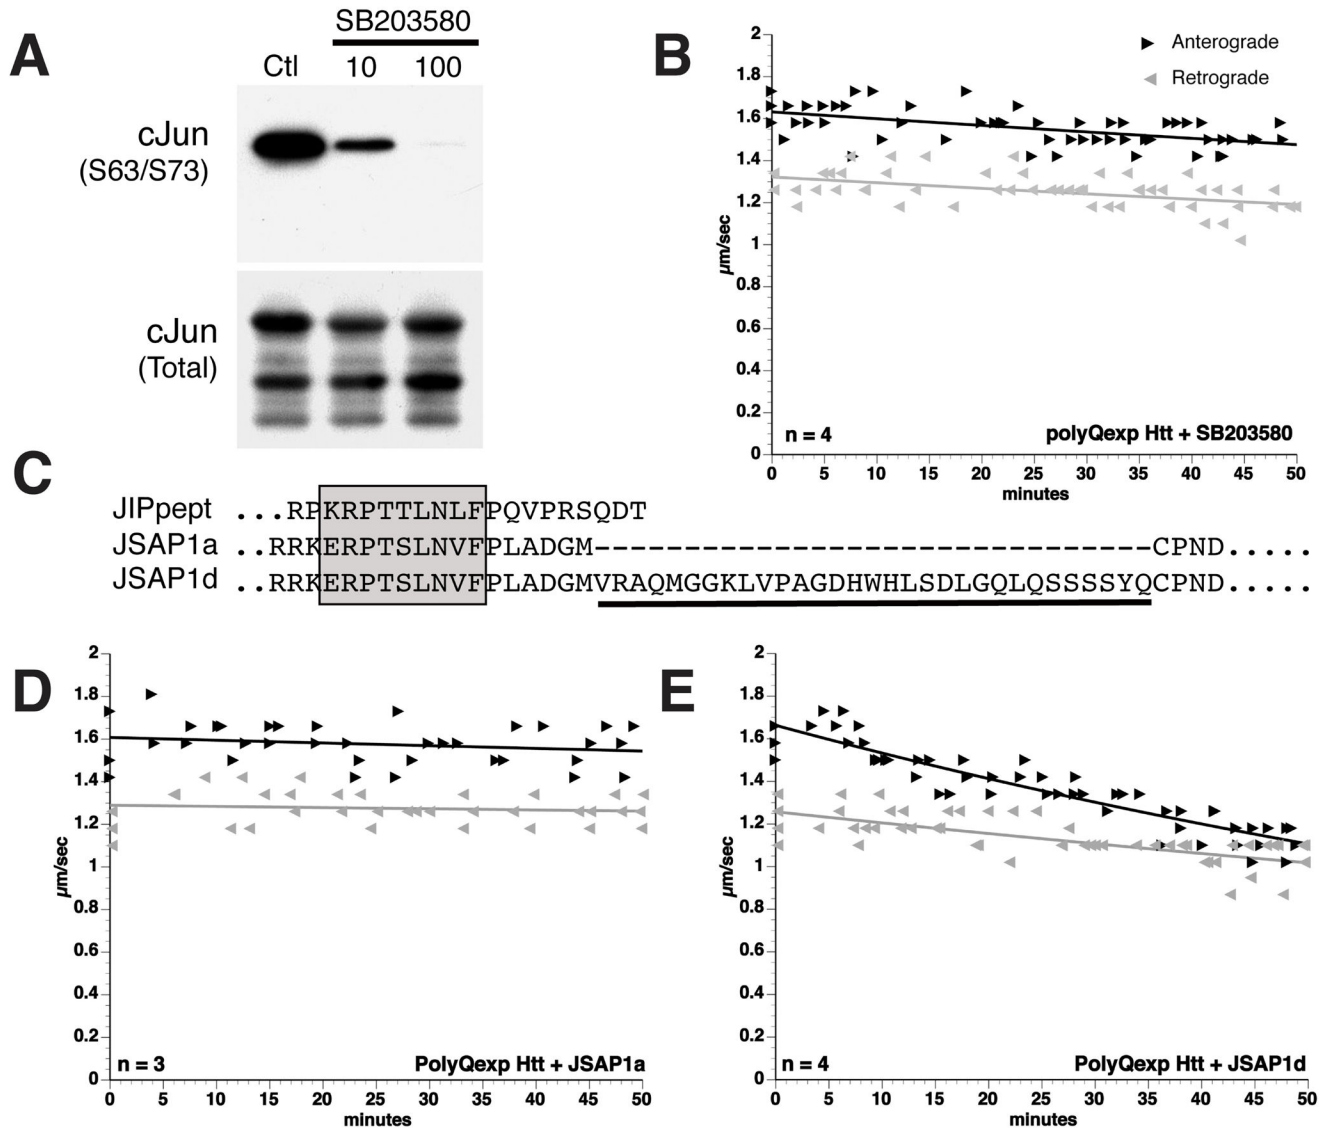 A
SB203580
Ctl 10 100
cJun
(S63/S73)
cJun
(Total)
B
Anterograde
Retrograde
2
1.8
1.6
1.4
1.2
1
0.8
0.6
0.4
0.2
0
µm/sec
n = 4
polyQexp Htt + SB203580
0 5 10 15 20 25 30 35 40 45 50
minutes
C
JIPpept ...RPKRPTTLNLFPQVPRSQDT
JSAP1a ..RRKERPTSLNVFPLADGM-------------------------------CPND.....
JSAP1d ..RRKERPTSLNVFPLADGMVRAQMGGKLVPAGDHWHLSDLGQLQSSSSYQCPND.....
D
2
1.8
1.6
1.4
1.2
1
0.8
0.6
0.4
0.2
0
µm/sec
n = 3
PolyQexp Htt + JSAP1a
0 5 10 15 20 25 30 35 40 45 50
minutes
E
2
1.8
1.6
1.4
1.2
1
0.8
0.6
0.4
0.2
0
µm/sec
n = 4
PolyQexp Htt + JSAP1d
0 5 10 15 20 25 30 35 40 45 50
minutes